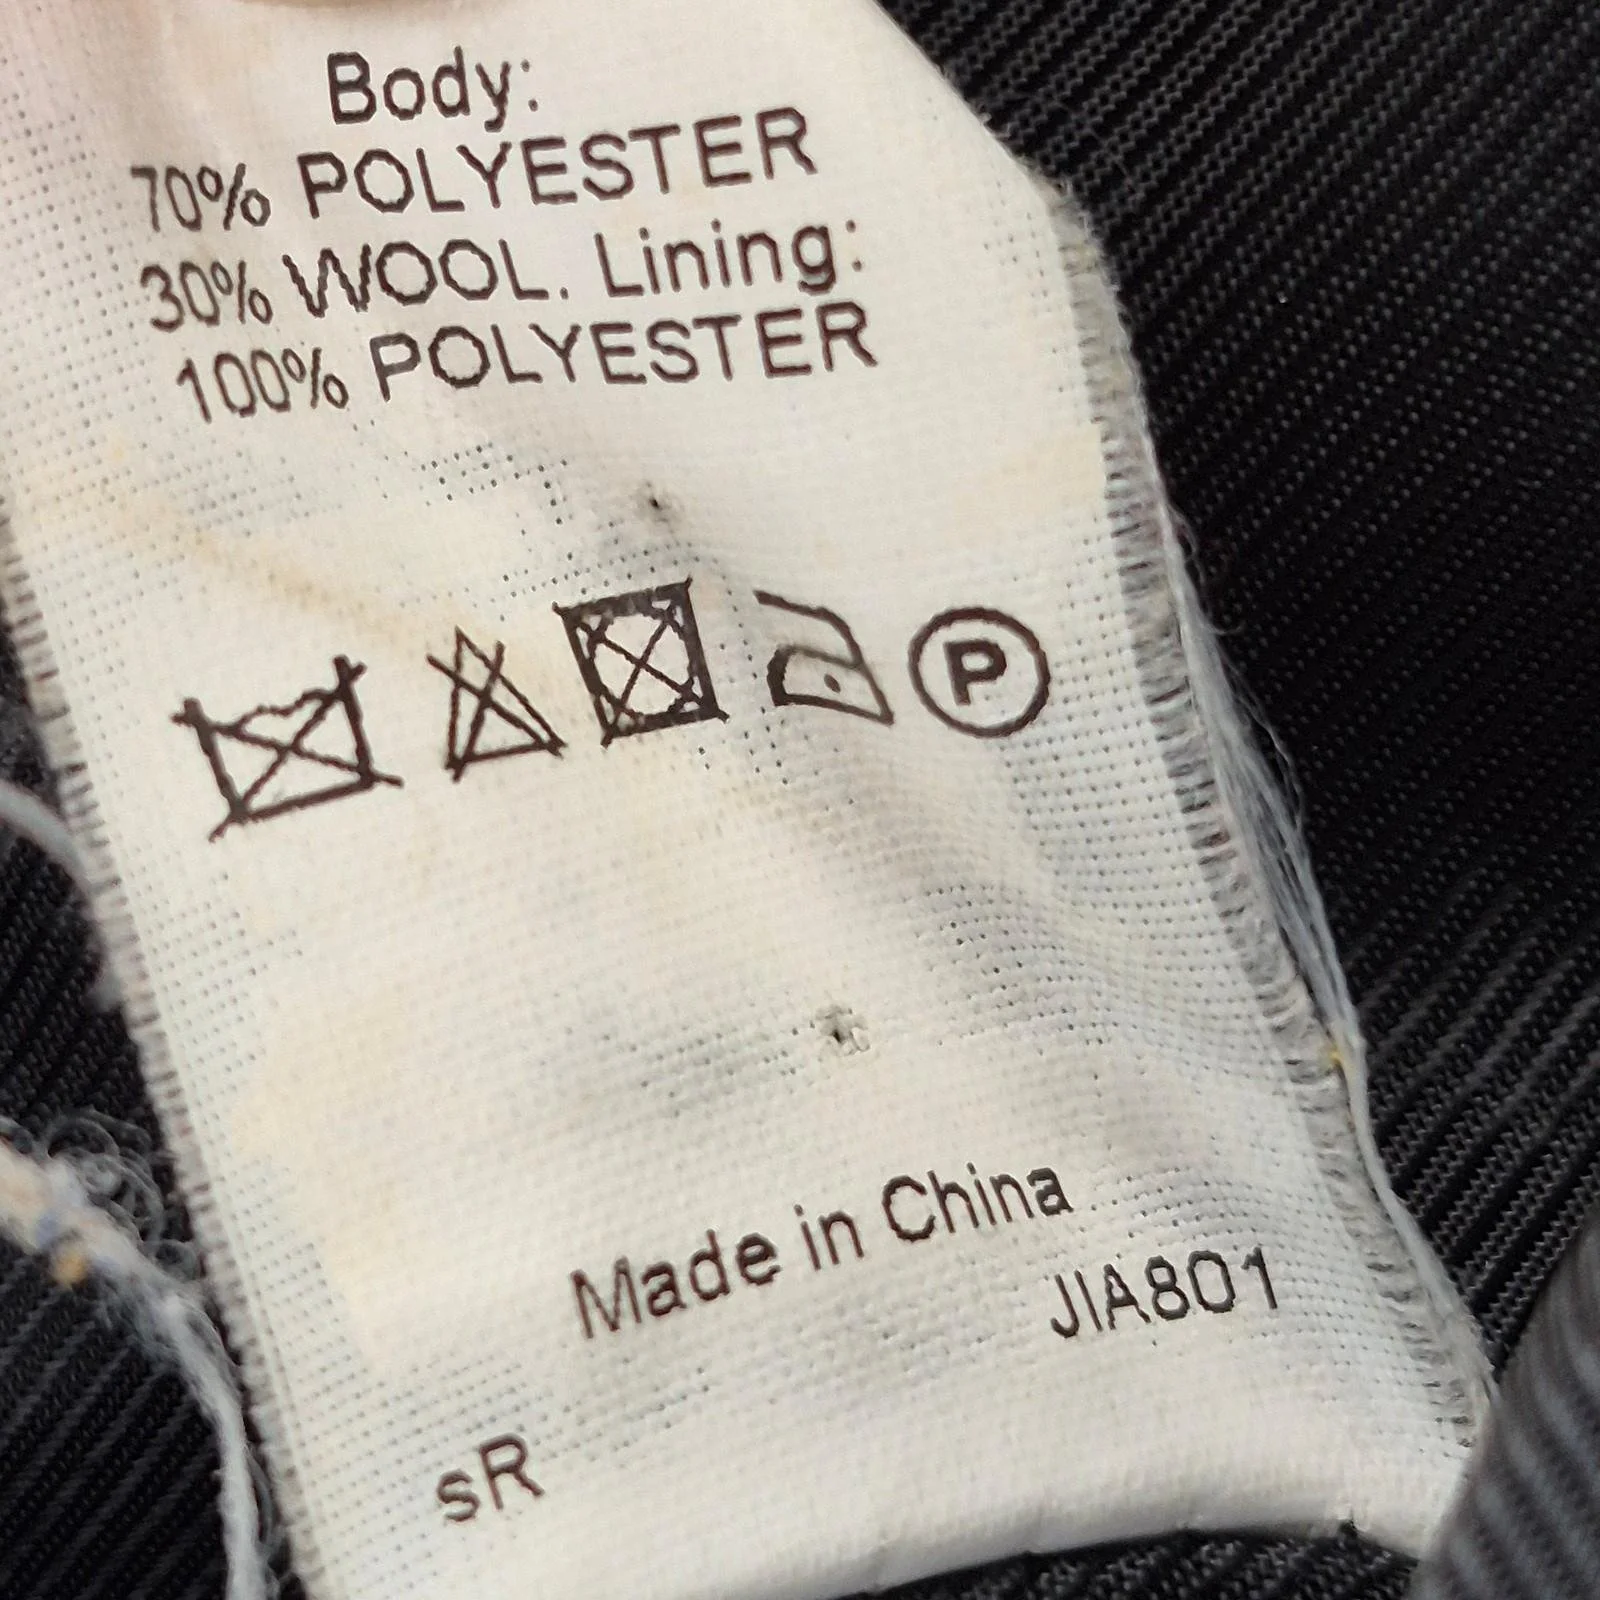 Body:
70% POLYESTER
30% WOOL. Lining:
100% POLYESTER
P
Made in China
JIA801
sR